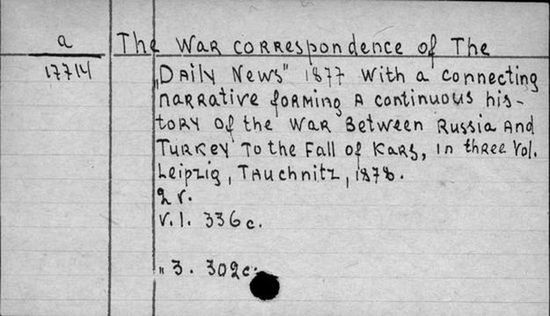 a
17714
The War correspondence of The
„Daily News" 1877 with a connecting
narrative forming a continuous his-
tory of the war between Russia and
Turkey to the fall of Kars, in three vol.
Leipzig, Tauchnitz, 1878.
2 v.
v. 1. 336 c.
" 3. 302 c.